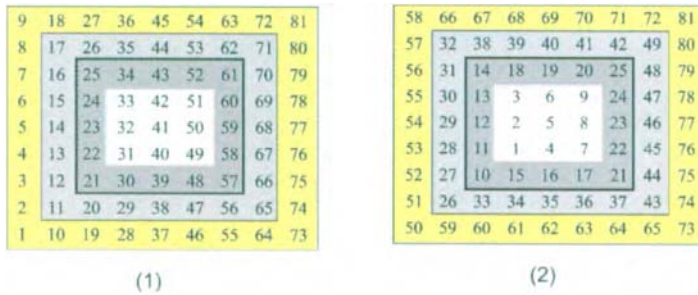 9 18 27 36 45 54 63 72 81
8 17 26 35 44 53 62 71 80
7 16 25 34 43 52 61 70 79
6 15 24 33 42 51 60 69 78
5 14 23 32 41 50 59 68 77
4 13 22 31 40 49 58 67 76
3 12 21 30 39 48 57 66 75
2 11 20 29 38 47 56 65 74
1 10 19 28 37 46 55 64 73
(1)
58 66 67 68 69 70 71 72 81
57 32 38 39 40 41 42 49 80
56 31 14 18 19 20 25 48 79
55 30 13 3 6 9 24 47 78
54 29 12 2 5 8 23 46 77
53 28 11 1 4 7 22 45 76
52 27 10 15 16 17 21 44 75
51 26 33 34 35 36 37 43 74
50 59 60 61 62 63 64 65 73
(2)